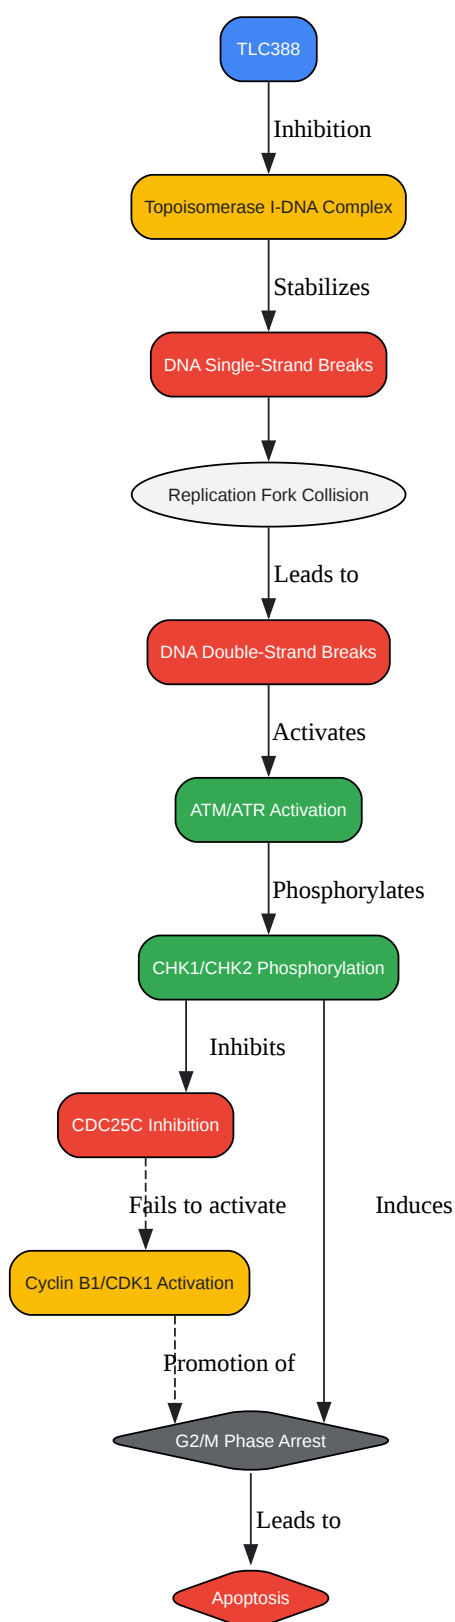 TLC388
Inhibition
Topoisomerase I-DNA Complex
Stabilizes
DNA Single-Strand Breaks
Replication Fork Collision
Leads to
DNA Double-Strand Breaks
Activates
ATM/ATR Activation
Phosphorylates
CHK1/CHK2 Phosphorylation
Inhibits
CDC25C Inhibition
Fails to activate
Induces
Cyclin B1/CDK1 Activation
Promotion of
G2/M Phase Arrest
Leads to
Apoptosis